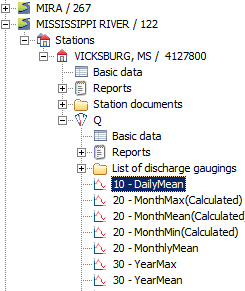 MIRA / 267
MISSISSIPPI RIVER / 122
Stations
VICKSBURG, MS / 4127800
Basic data
Reports
Station documents
Q
Basic data
Reports
List of discharge gaugings
10 - DailyMean
20 - MonthMax(Calculated)
20 - MonthMean(Calculated
20 - MonthMin(Calculated)
20 - MonthlyMean
30 - YearMax
30 - YearMean